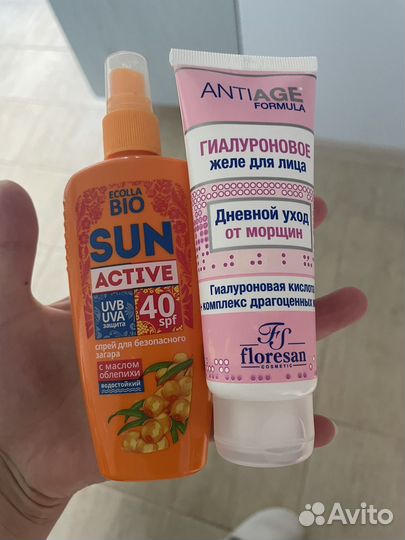 ECOLLA
BIO
SUN
ACTIVE
UVB
UVA
защита
40
spf
спрей для безопасного
загара
с маслом
облепихи
водостойкий
ANTIAGE
FORMULA
ГИАЛУРОНОВОЕ
желе для лица
Дневной уход
от морщин
Гиалуроновая кислота
комплекс драгоценных
Fs
floresan
COSMETIC
Avito